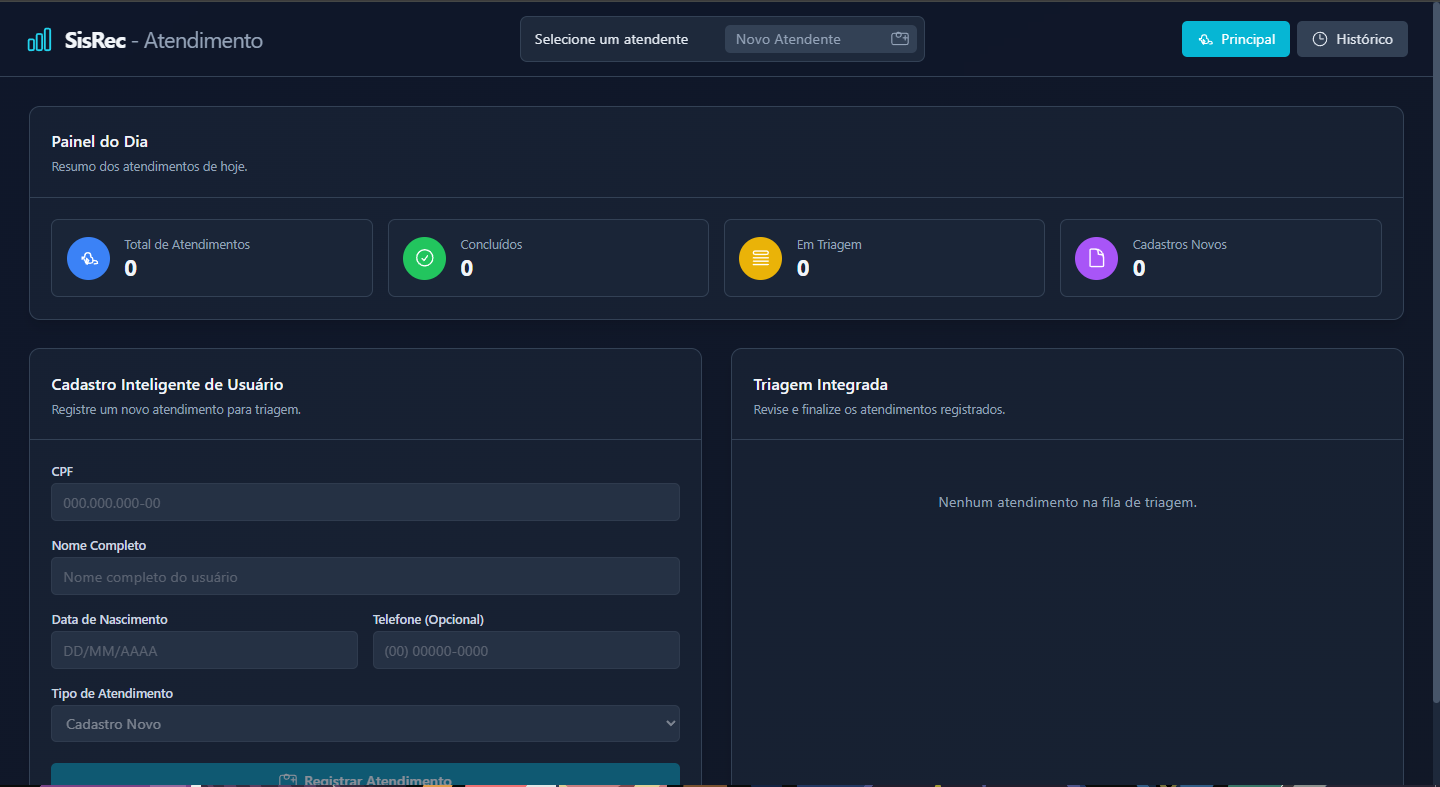 SisRec - Atendimento
Selecione um atendente
Novo Atendente
Principal
Histórico
Painel do Dia
Resumo dos atendimentos de hoje.
Total de Atendimentos
0
Concluídos
0
Em Triagem
0
Cadastros Novos
0
Cadastro Inteligente de Usuário
Registre um novo atendimento para triagem.
CPF
000.000.000-00
Nome Completo
Nome completo do usuário
Data de Nascimento
DD/MM/AAAA
Telefone (Opcional)
(00) 00000-0000
Tipo de Atendimento
Cadastro Novo
Registrar Atendimento
Triagem Integrada
Revise e finalize os atendimentos registrados.
Nenhum atendimento na fila de triagem.